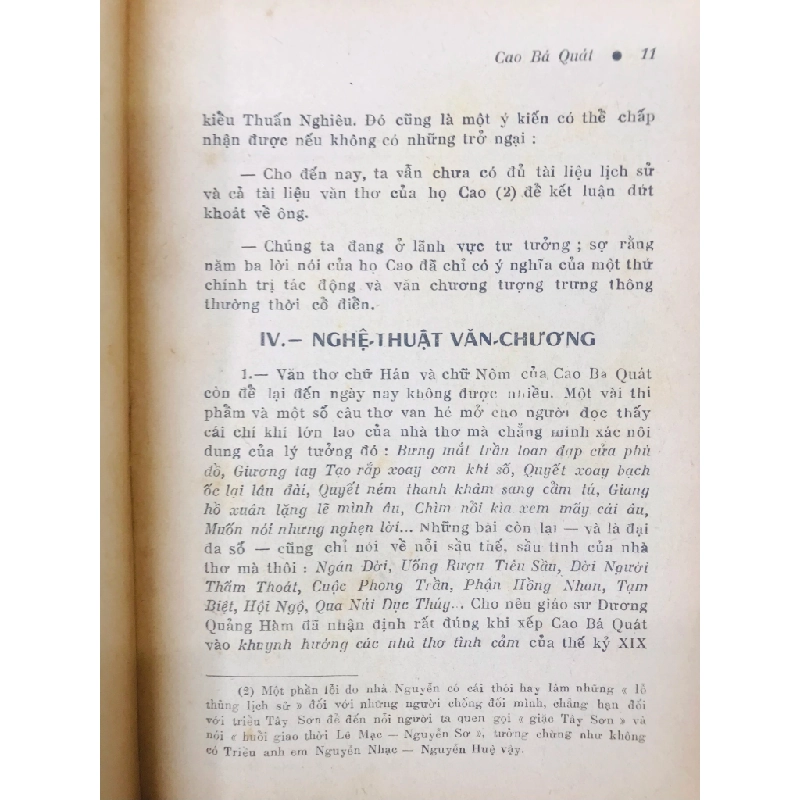 Cao Bá Quát ● 11
kiều Thuấn Nghiêu. Đó cũng là một ý kiến có thể chấp
nhận được nếu không có những trở ngại :
— Cho đến nay, ta vẫn chưa có đủ tài liệu lịch sử
và cả tài liệu văn thơ của họ Cao (2) để kết luận dứt
khoát về ông.
— Chúng ta đang ở lãnh vực tư tưởng ; sợ rằng
năm ba lời nói của họ Cao đã chỉ có ý nghĩa của một thứ
chính trị tác động và văn chương tượng trưng thông
thường thời cổ điển.
IV.— NGHỆ-THUẬT VĂN-CHƯƠNG
1.— Văn thơ chữ Hán và chữ Nôm của Cao Bá Quát
còn để lại đến ngày nay không được nhiều. Một vài thi
phẩm và một số câu thơ văn hé mở cho người đọc thấy
cái chí khí lớn lao của nhà thơ mà chẳng minh xác nội
dung của lý tưởng đó : Bưng mắt trần toan đạp cửa phù
đồ, Giương tay Tạo rắp xoay cơn khí số, Quyết xoay bạch
ốc lại lân đài, Quyết ném thanh khâm sang cẩm tú, Giang
hồ xuân lặng lẽ mình âu, Chìm nổi kia xem mấy cái âu,
Muốn nói nhưng nghẹn lời... Những bài còn lại — và là đại
đa số — cũng chỉ nói về nỗi sầu thế, sầu tình của nhà
thơ mà thôi : Ngán Đời, Uống Rượu Tiêu Sầu, Đời Người
Thấm Thoát, Cuộc Phong Trần, Phận Hồng Nhan, Tạm
Biệt, Hội Ngộ, Qua Núi Dục Thúy... Cho nên giáo sư Dương
Quảng Hàm đã nhận định rất đúng khi xếp Cao Bá Quát
vào khuynh hướng các nhà thơ tình cảm của thế kỷ XIX
(2) Một phần lỗi do nhà Nguyễn có cái thói hay làm những « lỗ
thủng lịch sử » đối với những người chống đối mình, chẳng hạn đối
với triều Tây Sơn để đến nỗi người ta quen gọi « giặc Tây Sơn » và
nói « buổi giao thời Lê Mạc — Nguyễn Sơ », tưởng chừng như không
có Triều anh em Nguyễn Nhạc — Nguyễn Huệ vậy.